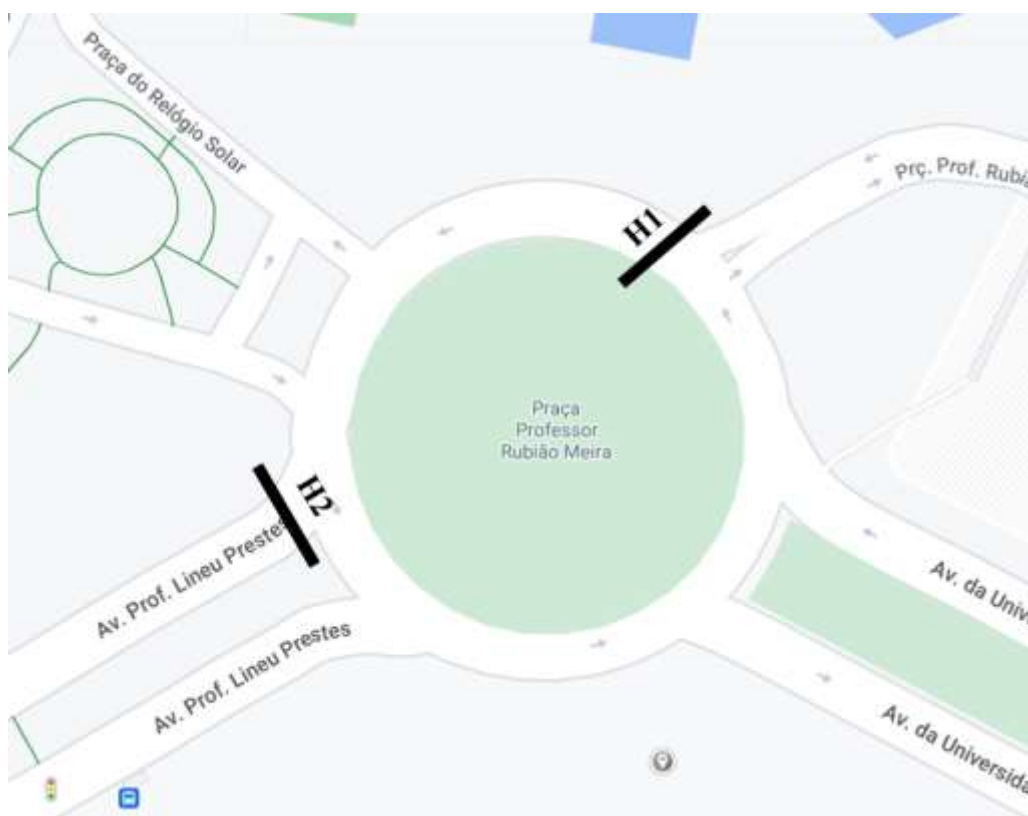 Praça do Relógio Solar
Prç. Prof. Rubiã
H1
Praça
Professor
Rubião Meira
H2
Av. Prof. Lineu Prestes
Av. Prof. Lineu Prestes
Av. da Unive
Av. da Universida